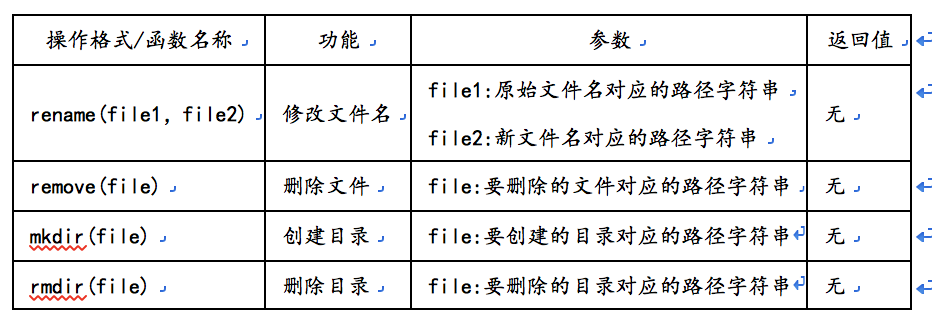 操作格式/函数名称 功能 参数 返回值
rename(file1, file2) 修改文件名 file1:原始文件名对应的路径字符串 无
file2:新文件名对应的路径字符串
remove(file) 删除文件 file:要删除的文件对应的路径字符串 无
mkdir(file) 创建目录 file:要创建的目录对应的路径字符串 无
rmdir(file) 删除目录 file:要删除的目录对应的路径字符串 无